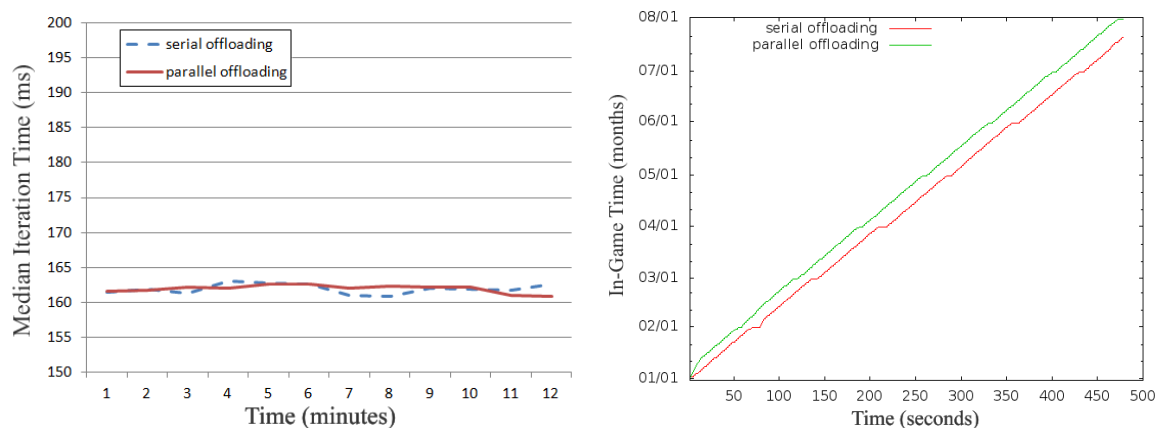 200
195
190
185
180
175
170
165
160
155
150
Median Iteration Time (ms)
serial offloading
parallel offloading
1 2 3 4 5 6 7 8 9 10 11 12
Time (minutes)
08/01
07/01
06/01
05/01
04/01
03/01
02/01
01/01
In-Game Time (months)
serial offloading
parallel offloading
50 100 150 200 250 300 350 400 450 500
Time (seconds)